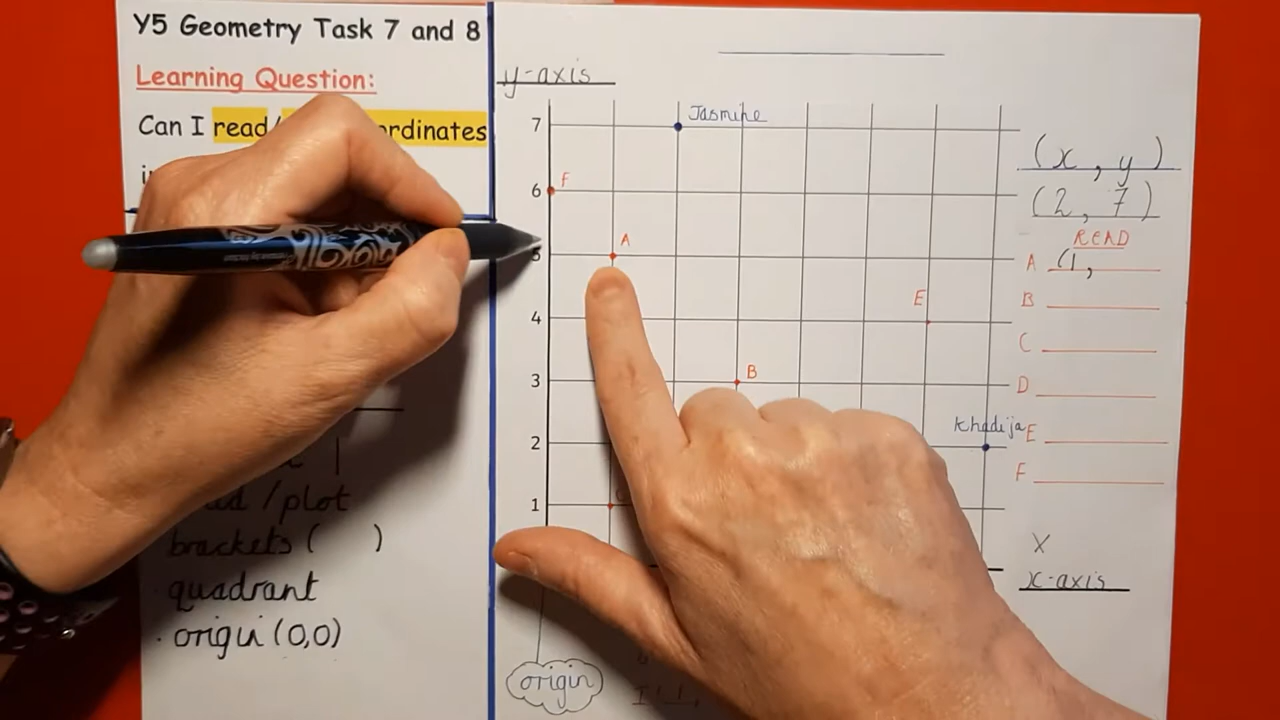 Y5 Geometry Task 7 and 8
Learning Question:
Can I read ordinates
/plot
brackets ( )
· quadrant
· origin (0,0)
y-axis
7
6
5
4
3
2
1
Jasmine
F
A
E
B
Khadija
C
origin
(x, y)
(2, 7)
READ
A (1,
B
C
D
E
F
X
x-axis